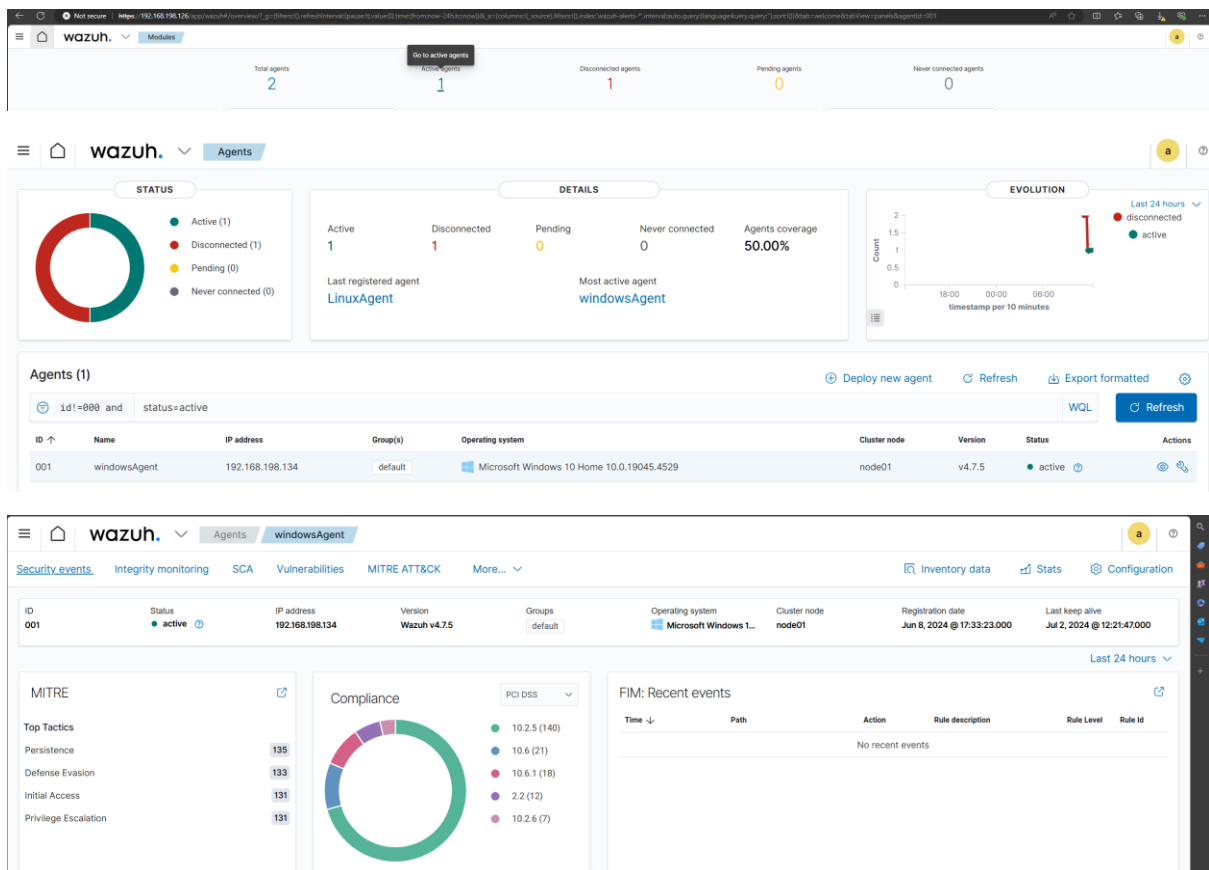 Not secure https://192.168.198.126/app/wazuh#/overview/
wazuh. Modules a
Go to active agents
Total agents Active agents Disconnected agents Pending agents Never connected agents
2 1 1 0 0
wazuh. Agents a
STATUS DETAILS EVOLUTION
Last 24 hours
Active (1)
Disconnected (1)
Pending (0)
Never connected (0)
Active Disconnected Pending Never connected Agents coverage
1 1 0 0 50.00%
Last registered agent Most active agent
LinuxAgent windowsAgent
disconnected
active
Count
2
1.5
1
0.5
0
18:00 00:00 06:00
timestamp per 10 minutes
Agents (1) Deploy new agent Refresh Export formatted
id!=000 and status=active WQL Refresh
ID Name IP address Group(s) Operating system Cluster node Version Status Actions
001 windowsAgent 192.168.198.134 default Microsoft Windows 10 Home 10.0.19045.4529 node01 v4.7.5 active
wazuh. Agents windowsAgent a
Security events Integrity monitoring SCA Vulnerabilities MITRE ATT&CK More... Inventory data Stats Configuration
ID Status IP address Version Groups Operating system Cluster node Registration date Last keep alive
001 active 192.168.198.134 Wazuh v4.7.5 default Microsoft Windows 1... node01 Jun 8, 2024 @ 17:33:23.000 Jul 2, 2024 @ 12:21:47.000
Last 24 hours
MITRE Compliance PCI DSS FIM: Recent events
Top Tactics
Persistence 135
Defense Evasion 133
Initial Access 131
Privilege Escalation 131
10.2.5 (140)
10.6 (21)
10.6.1 (18)
2.2 (12)
10.2.6 (7)
Time Path Action Rule description Rule Level Rule Id
No recent events